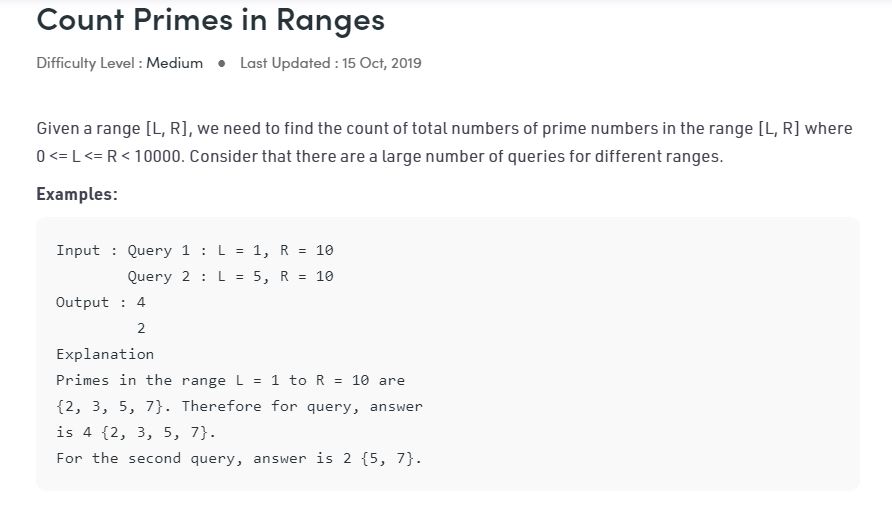 Count Primes in Ranges
Difficulty Level : Medium ● Last Updated : 15 Oct, 2019
Given a range [L, R], we need to find the count of total numbers of prime numbers in the range [L, R] where
0 <= L <= R < 10000. Consider that there are a large number of queries for different ranges.
Examples:
Input : Query 1 : L = 1, R = 10
Query 2 : L = 5, R = 10
Output : 4
2
Explanation
Primes in the range L = 1 to R = 10 are
{2, 3, 5, 7}. Therefore for query, answer
is 4 {2, 3, 5, 7}.
For the second query, answer is 2 {5, 7}.